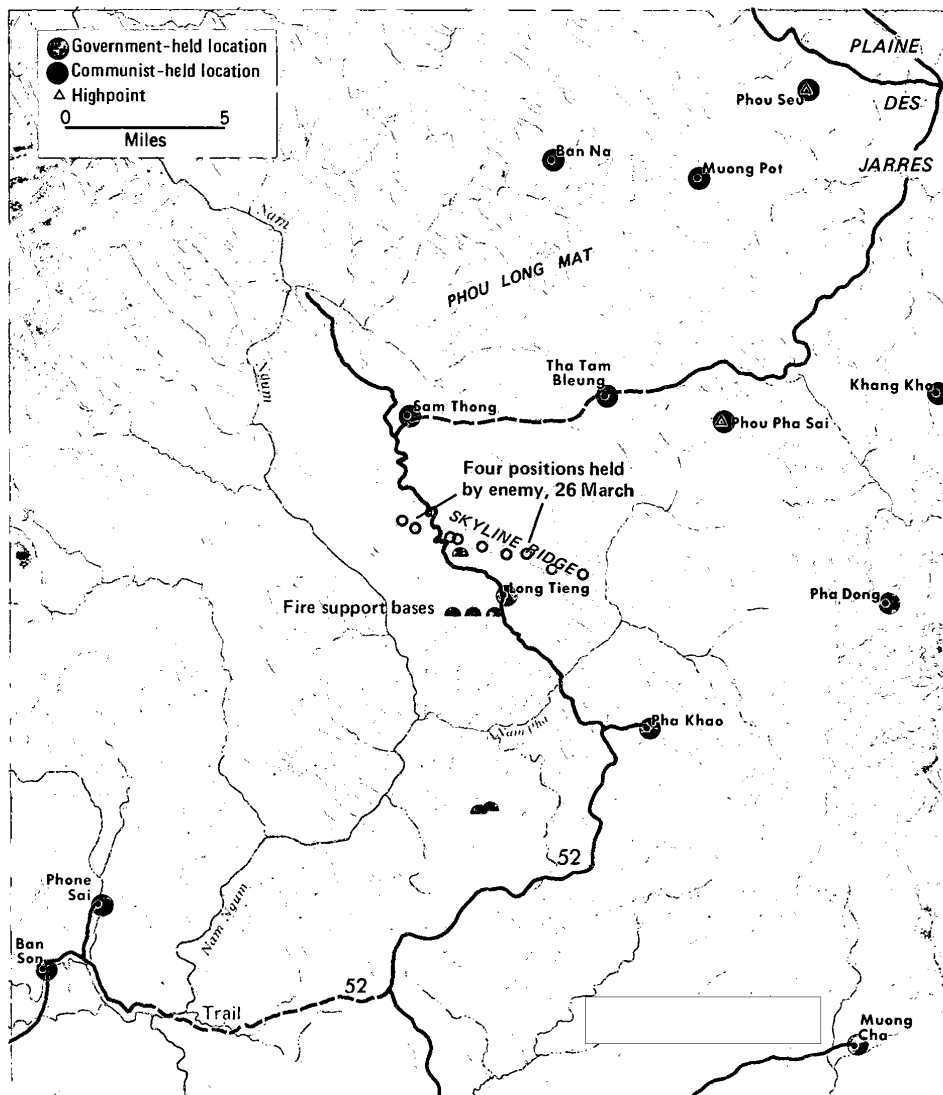 Government-held location
Communist-held location
Highpoint
0 5
Miles
PLAINE
DES
JARRES
Phou Seu
Ban Na
Muong Pot
Nam
PHOU LONG MAT
Ngum
Tha Tam
Bleung
Khang Kho
Sam Thong
Phou Pha Sai
Four positions held
by enemy, 26 March
SKYLINE RIDGE
Long Tieng
Pha Dong
Fire support bases
Pha Khao
Nam Pha
52
Phone
Sai
Nam Ngum
Ban
Son
52
Trail
Muong
Cha